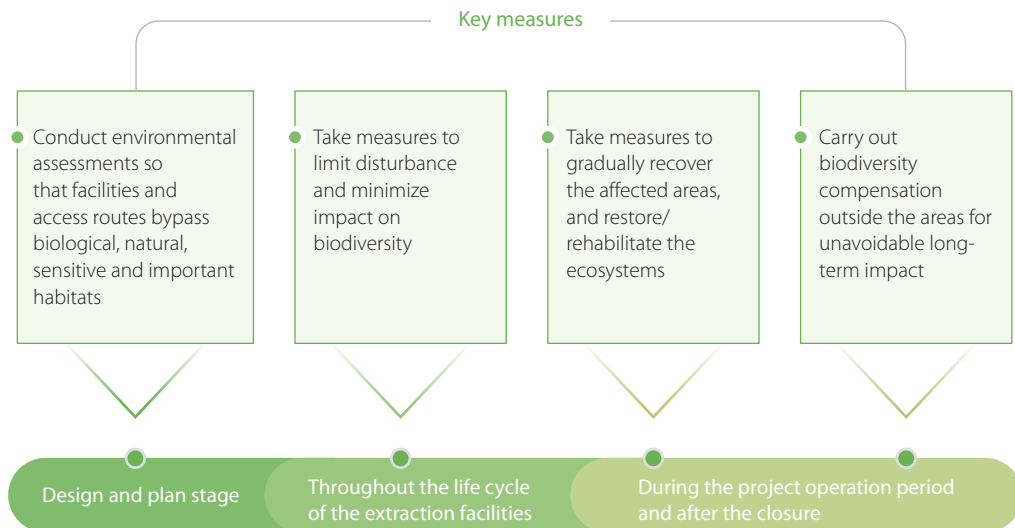 Key measures
Conduct environmental
assessments so
that facilities and
access routes bypass
biological, natural,
sensitive and important
habitats
Take measures to
limit disturbance
and minimize
impact on
biodiversity
Take measures to
gradually recover
the affected areas,
and restore/
rehabilitate the
ecosystems
Carry out
biodiversity
compensation
outside the areas for
unavoidable long-
term impact
Design and plan stage
Throughout the life cycle
of the extraction facilities
During the project operation period
and after the closure